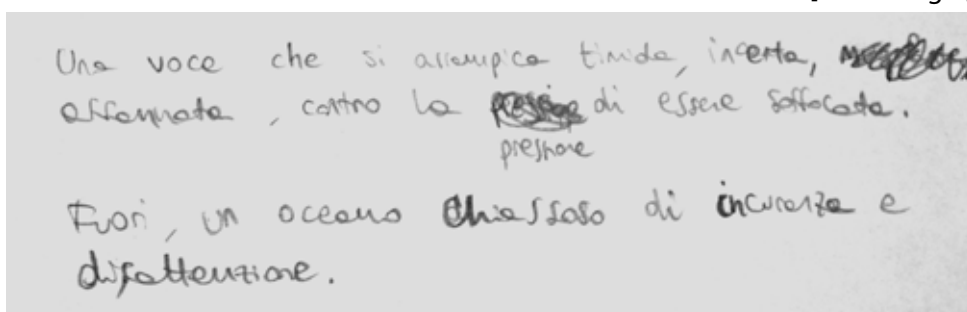 Una voce che si arrampica timida, incerta,
affannata, contro la di essere soffocata.
pressione
Fuori, un oceano chiassoso di incuranza e
disattenzione.